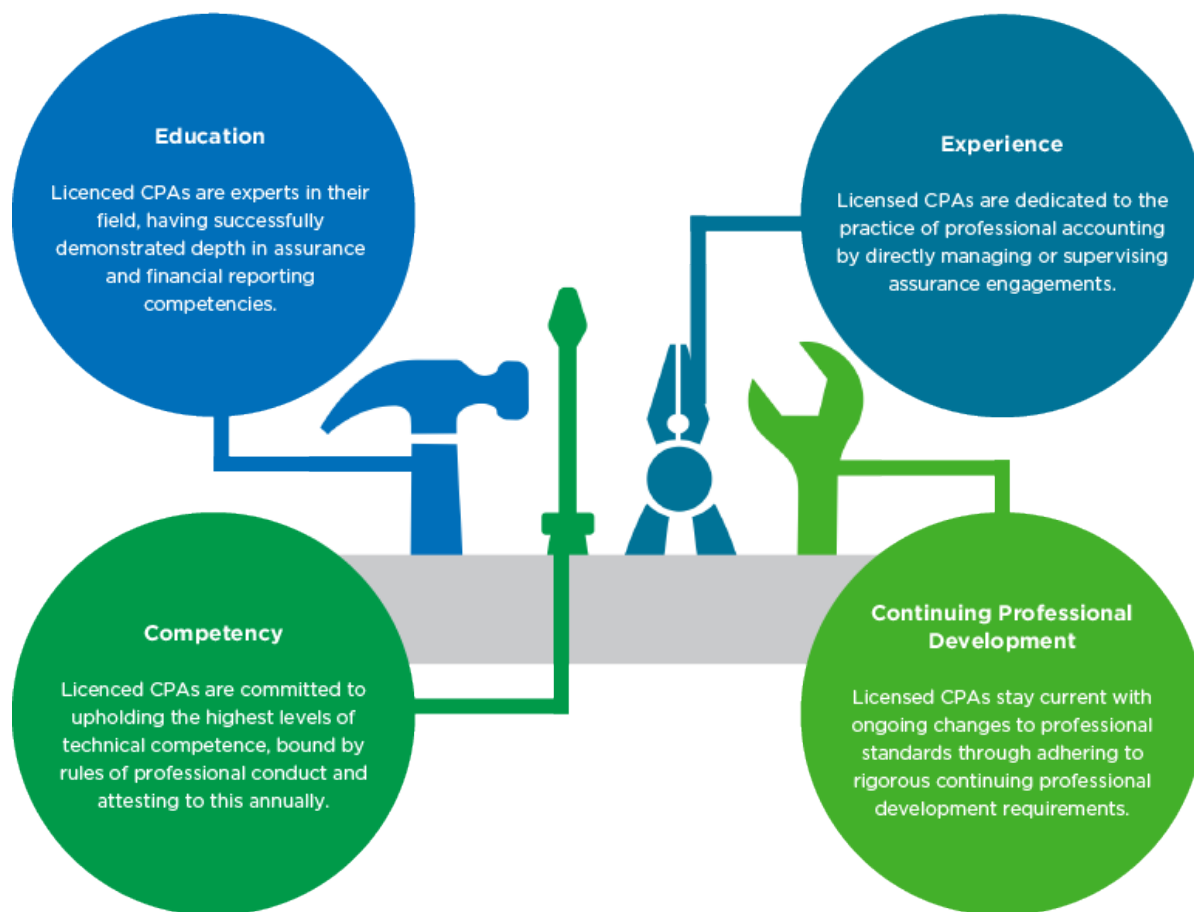 Education
Licenced CPAs are experts in their
field, having successfully
demonstrated depth in assurance
and financial reporting
competencies.
Experience
Licensed CPAs are dedicated to the
practice of professional accounting
by directly managing or supervising
assurance engagements.
Competency
Licenced CPAs are committed to
upholding the highest levels of
technical competence, bound by
rules of professional conduct and
attesting to this annually.
Continuing Professional
Development
Licensed CPAs stay current with
ongoing changes to professional
standards through adhering to
rigorous continuing professional
development requirements.